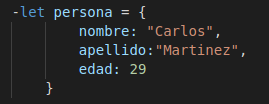 -let persona = {
nombre: "Carlos",
apellido:"Martinez",
edad: 29
}